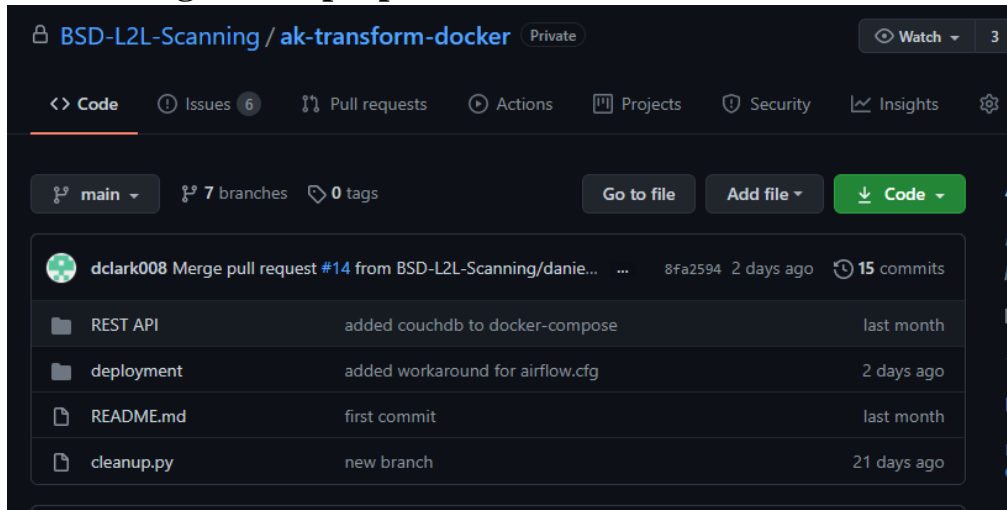 BSD-L2L-Scanning / ak-transform-docker Private Watch 3
<> Code Issues 6 Pull requests Actions Projects Security Insights
main 7 branches 0 tags Go to file Add file Code
dclark008 Merge pull request #14 from BSD-L2L-Scanning/danie... ... 8fa2594 2 days ago 15 commits
REST API added couchdb to docker-compose last month
deployment added workaround for airflow.cfg 2 days ago
README.md first commit last month
cleanup.py new branch 21 days ago